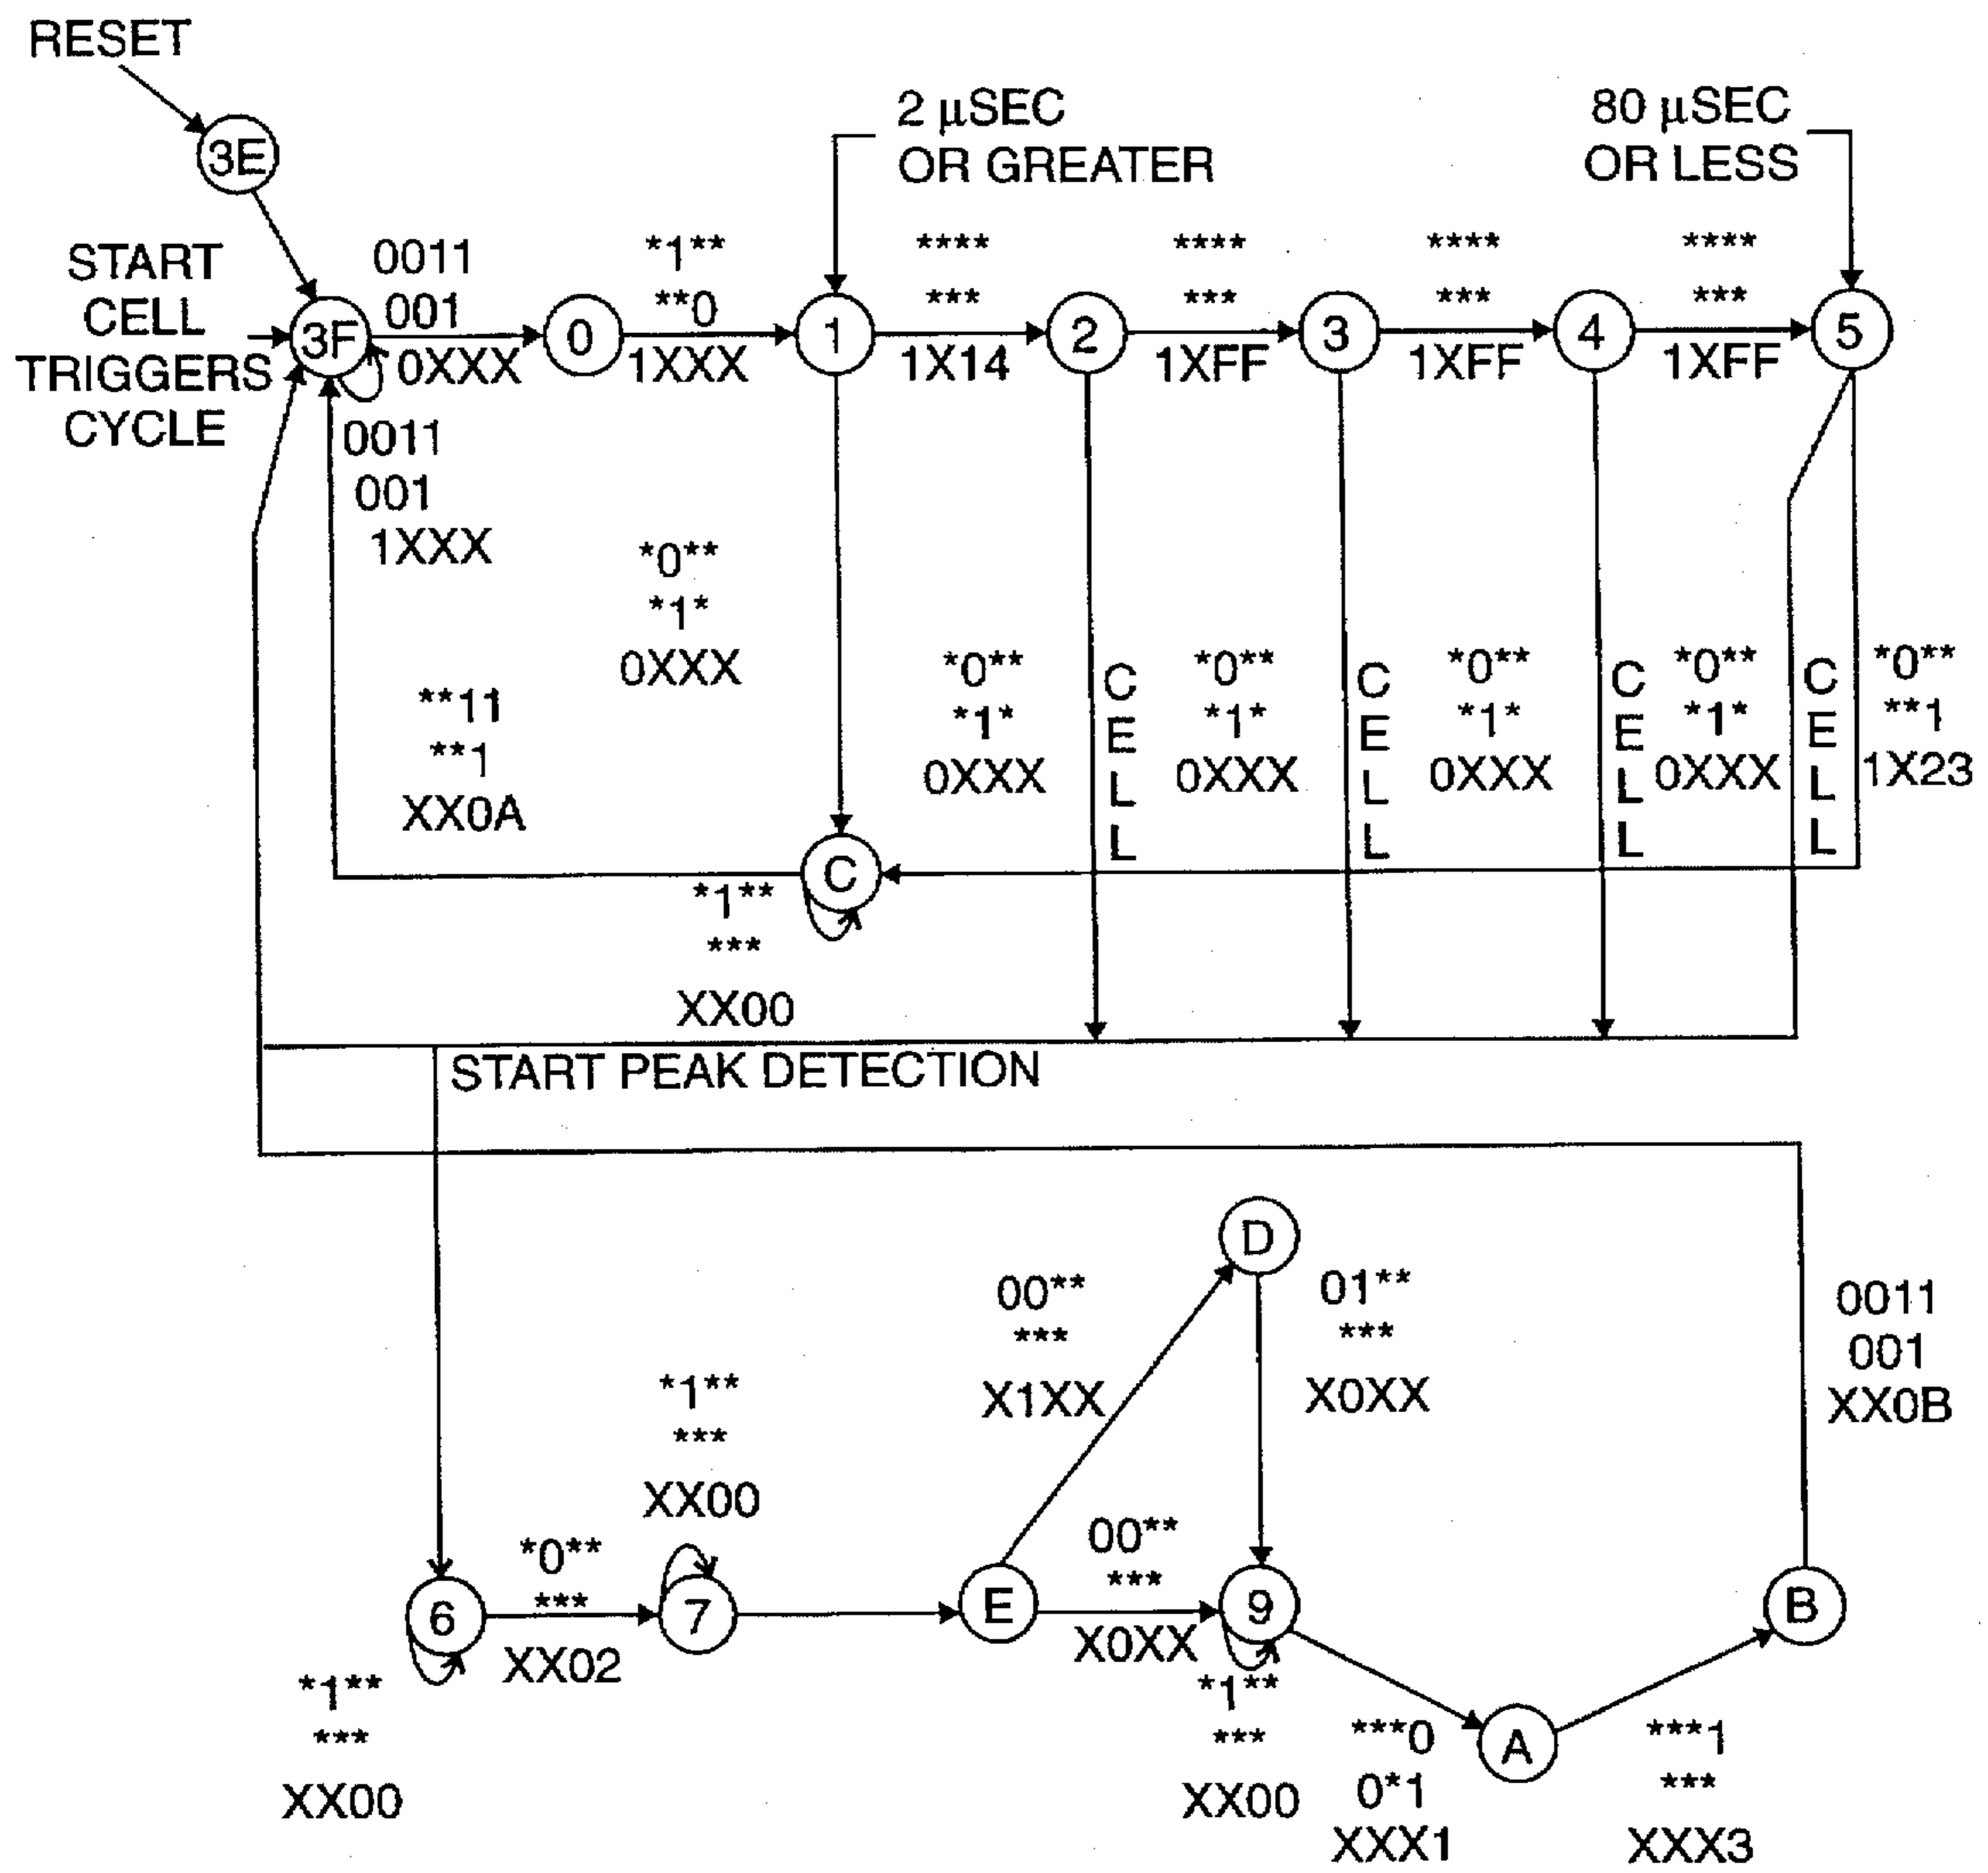 RESET
3E
2 µSEC
OR GREATER
80 µSEC
OR LESS
START
CELL
TRIGGERS
CYCLE
3F
0011
001
0XXX
0
*1**
**0
1XXX
1
****
***
1X14
2
****
***
1XFF
3
****
***
1XFF
4
****
***
1XFF
5
0011
001
1XXX
*0**
*1*
0XXX
**11
**1
XX0A
*0**
*1*
0XXX
CELL
*0**
*1*
0XXX
CELL
*0**
*1*
0XXX
CELL
*0**
*1*
0XXX
CELL
*0**
**1
1X23
C
*1**
***
XX00
START PEAK DETECTION
D
00**
***
X1XX
01**
***
X0XX
0011
001
XX0B
*1**
***
XX00
6
*0**
***
XX02
7
E
00**
***
X0XX
9
B
*1**
***
XX00
*1**
***
XX00
***0
0*1
XXX1
A
***1
***
XXX3